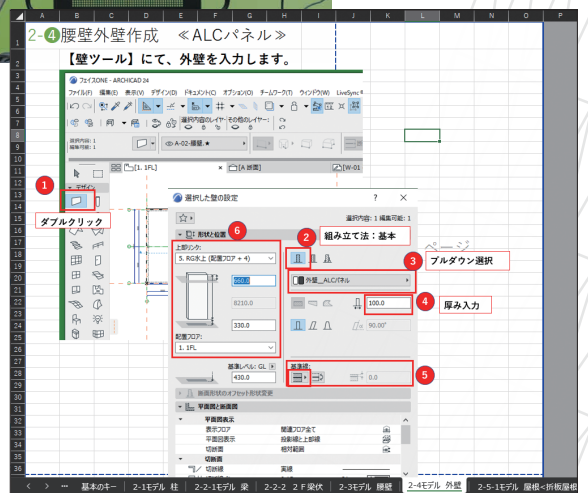 A B C D E F G H I J K L M N O P
2-❹腰壁外壁作成 ≪ALCパネル≫
【壁ツール】にて、外壁を入力します。
フェイスONE - ARCHICAD 24
ファイル(F) 編集(E) 表示(V) デザイン(D) ドキュメント(C) オプション(O) チームワーク(T) ウィンドウ(W) LiveSync
選択内容のレイヤー その他のレイヤー:
選択内容: 1
編集可能: 1
A-02-腰壁.★
[1. 1FL] × [A 断面] [W-01
デザイン
1
ダブルクリック
選択した壁の設定 ? ×
選択内容: 1 編集可能: 1
形状と位置 6
上部リンク:
5. RG水上 (配置フロア + 4)
2 組み立て法:基本
ページ
3 プルダウン選択
外壁__ALCパネル
8210.0
100.0
4 厚み入力
330.0
90.00°
配置フロア:
1. 1FL
基準レベル: GL
430.0
基準線:
0.0
5
断面形状のオフセット形状変更
平面図と断面図
平面図表示
表示フロア 関連フロア全て
平面図表示 投影線と上部線
切断面 相対範囲
切断面
切断線 実線
基本のキー 2-1モデル 柱 2-2-1モデル 梁 2-2-2 2F梁伏 2-3モデル 腰壁 2-4モデル 外壁 2-5-1モデル 屋根<折板屋根